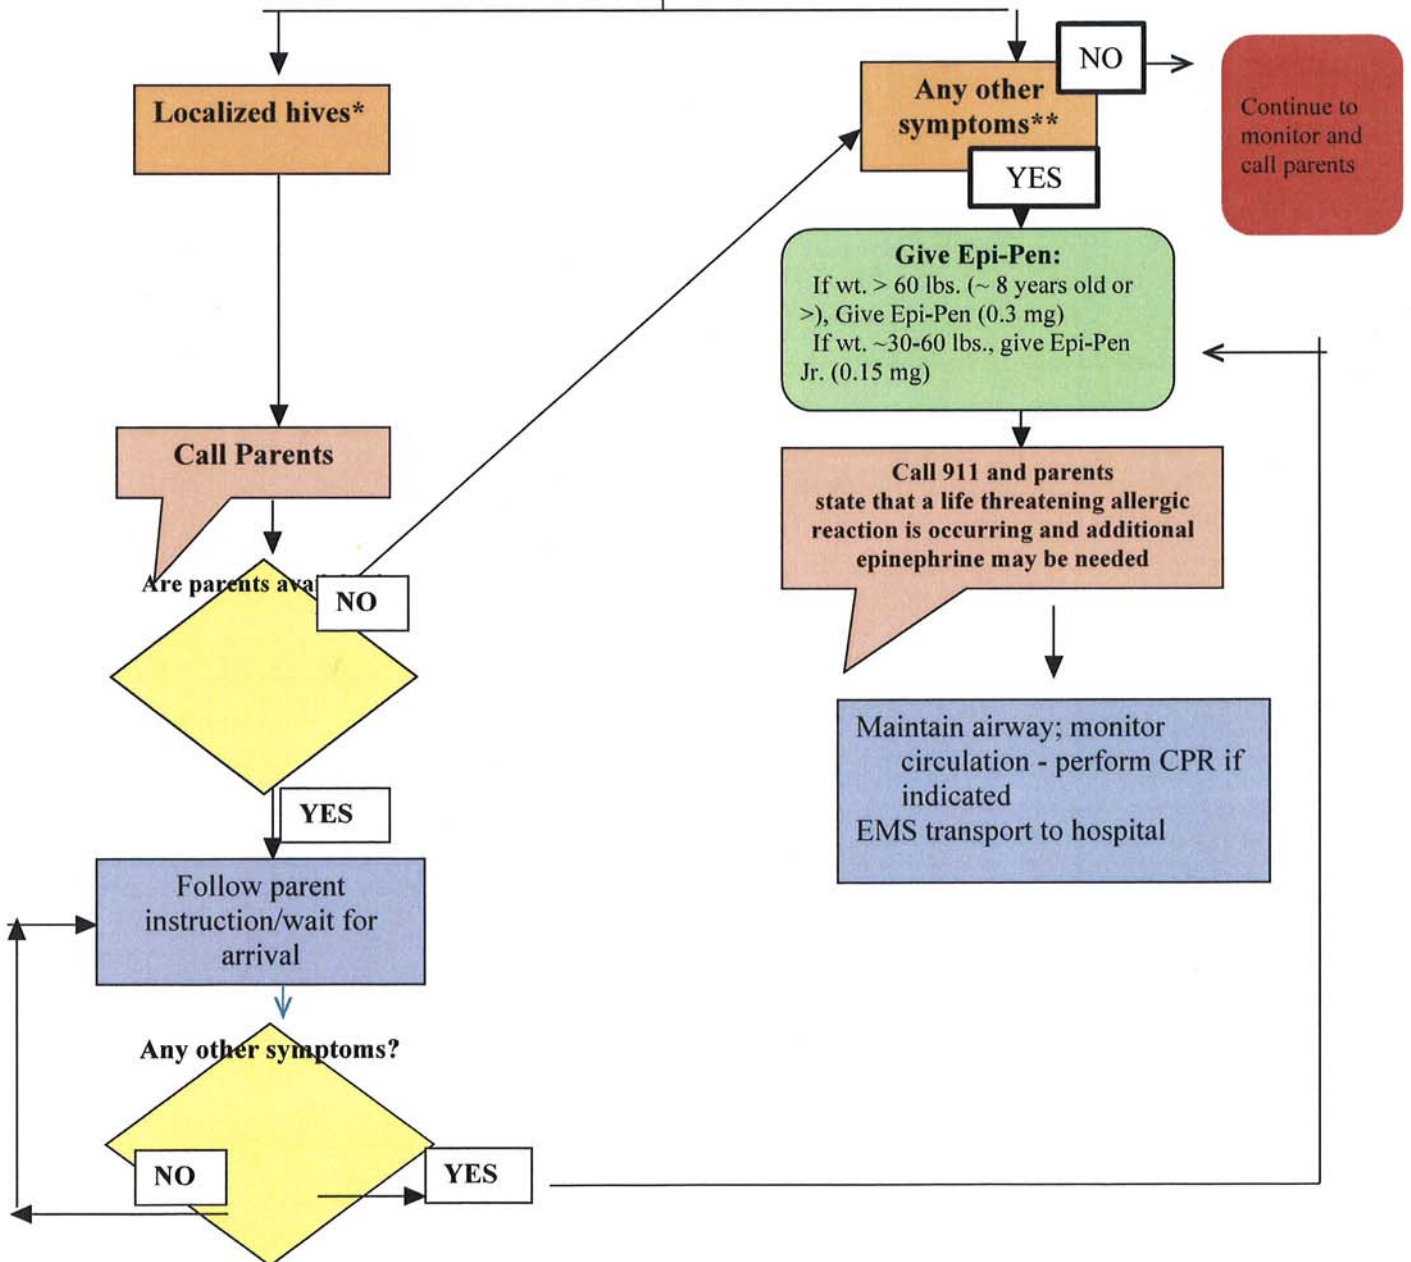 Localized hives*
Any other
symptoms**
NO
YES
Continue to
monitor and
call parents
Give Epi-Pen:
If wt. > 60 lbs. (~ 8 years old or
>), Give Epi-Pen (0.3 mg)
If wt. ~30-60 lbs., give Epi-Pen
Jr. (0.15 mg)
Call Parents
Call 911 and parents
state that a life threatening allergic
reaction is occurring and additional
epinephrine may be needed
Are parents
NO
Maintain airway; monitor
circulation - perform CPR if
indicated
EMS transport to hospital
YES
Follow parent
instruction/wait for
arrival
Any other symptoms?
NO
YES